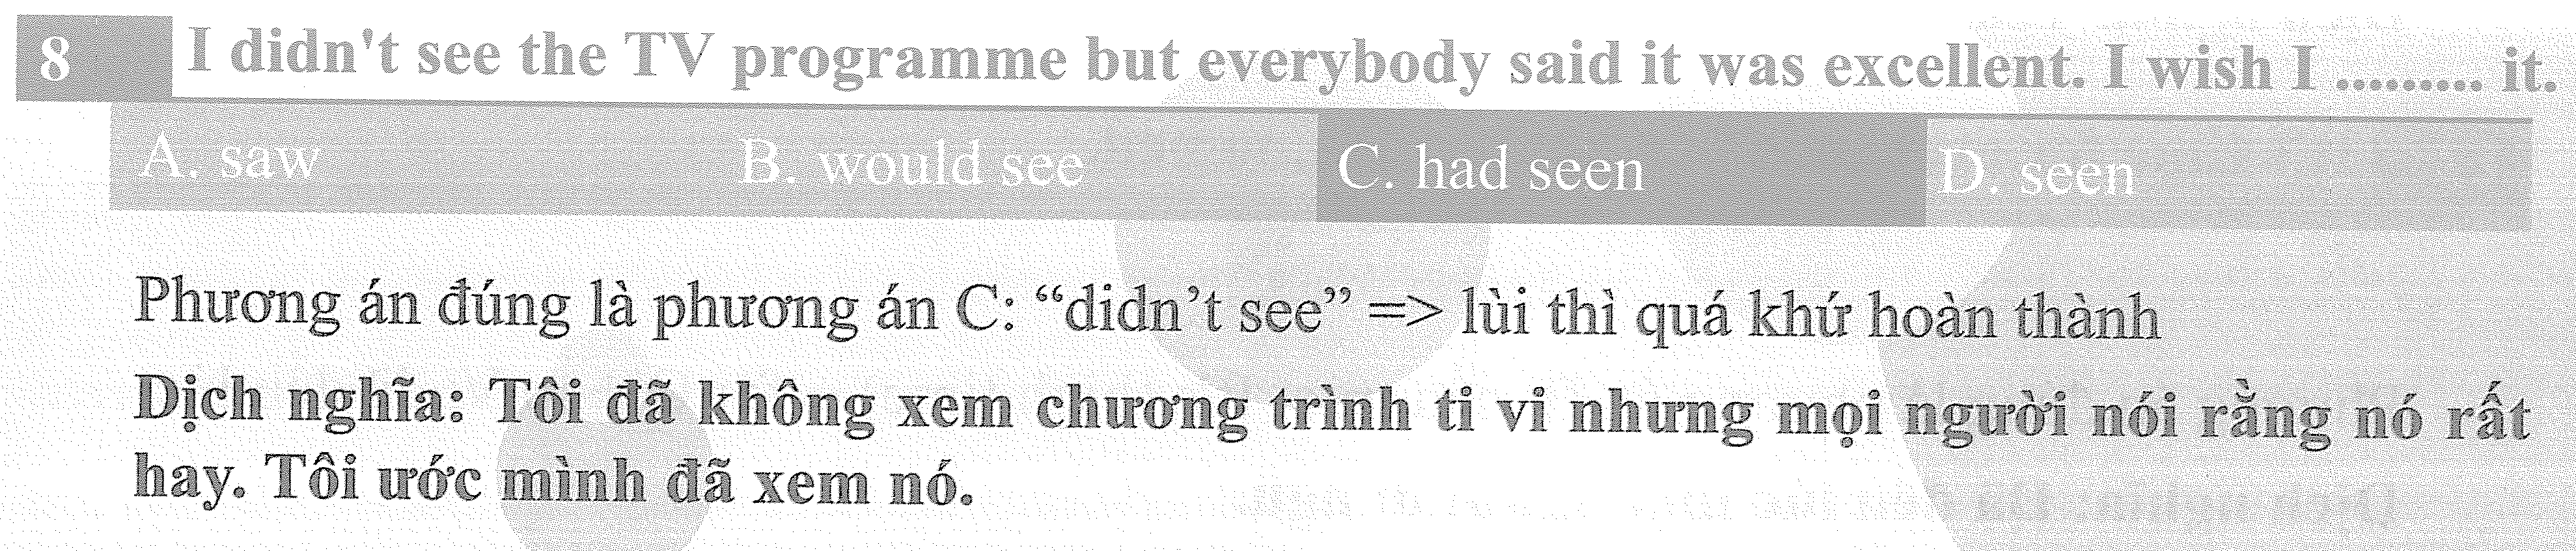 8 I didn't see the TV programme but everybody said it was excellent. I wish I ......... it.
A. saw B. would see C. had seen D. seen
Phương án đúng là phương án C: “didn’t see” => lùi thì quá khứ hoàn thành
Dịch nghĩa: Tôi đã không xem chương trình ti vi nhưng mọi người nói rằng nó rất
hay. Tôi ước mình đã xem nó.